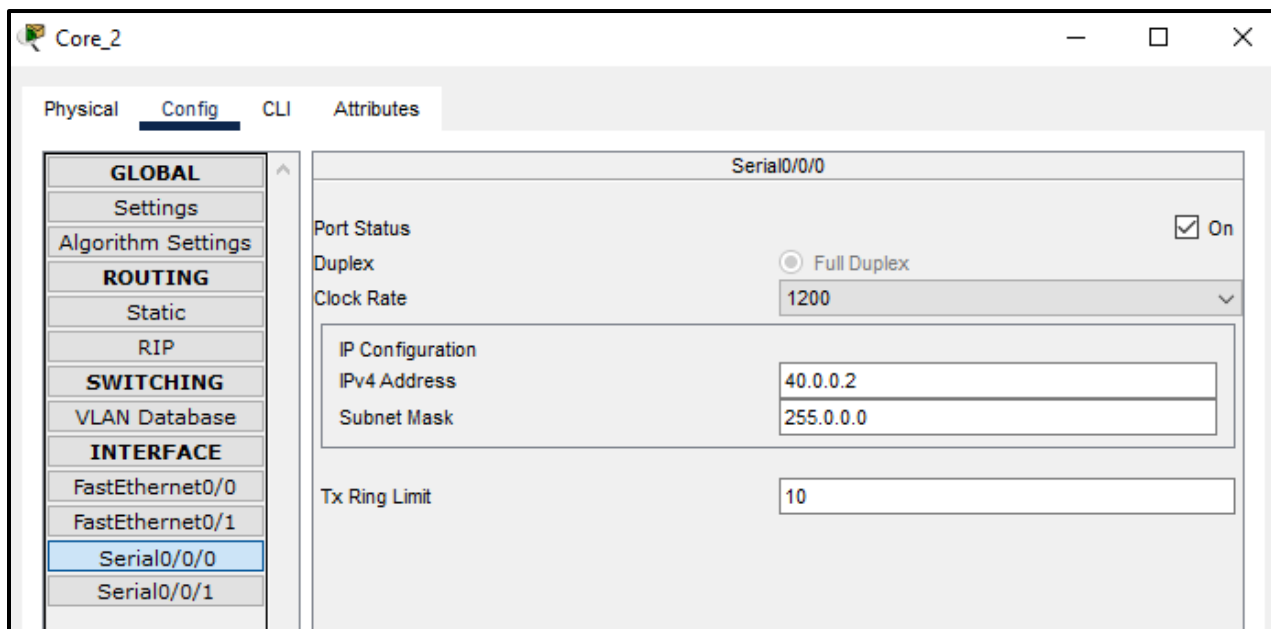 Core_2
Physical Config CLI Attributes
GLOBAL
Settings
Algorithm Settings
ROUTING
Static
RIP
SWITCHING
VLAN Database
INTERFACE
FastEthernet0/0
FastEthernet0/1
Serial0/0/0
Serial0/0/1
Serial0/0/0
Port Status On
Duplex Full Duplex
Clock Rate 1200
IP Configuration
IPv4 Address 40.0.0.2
Subnet Mask 255.0.0.0
Tx Ring Limit 10